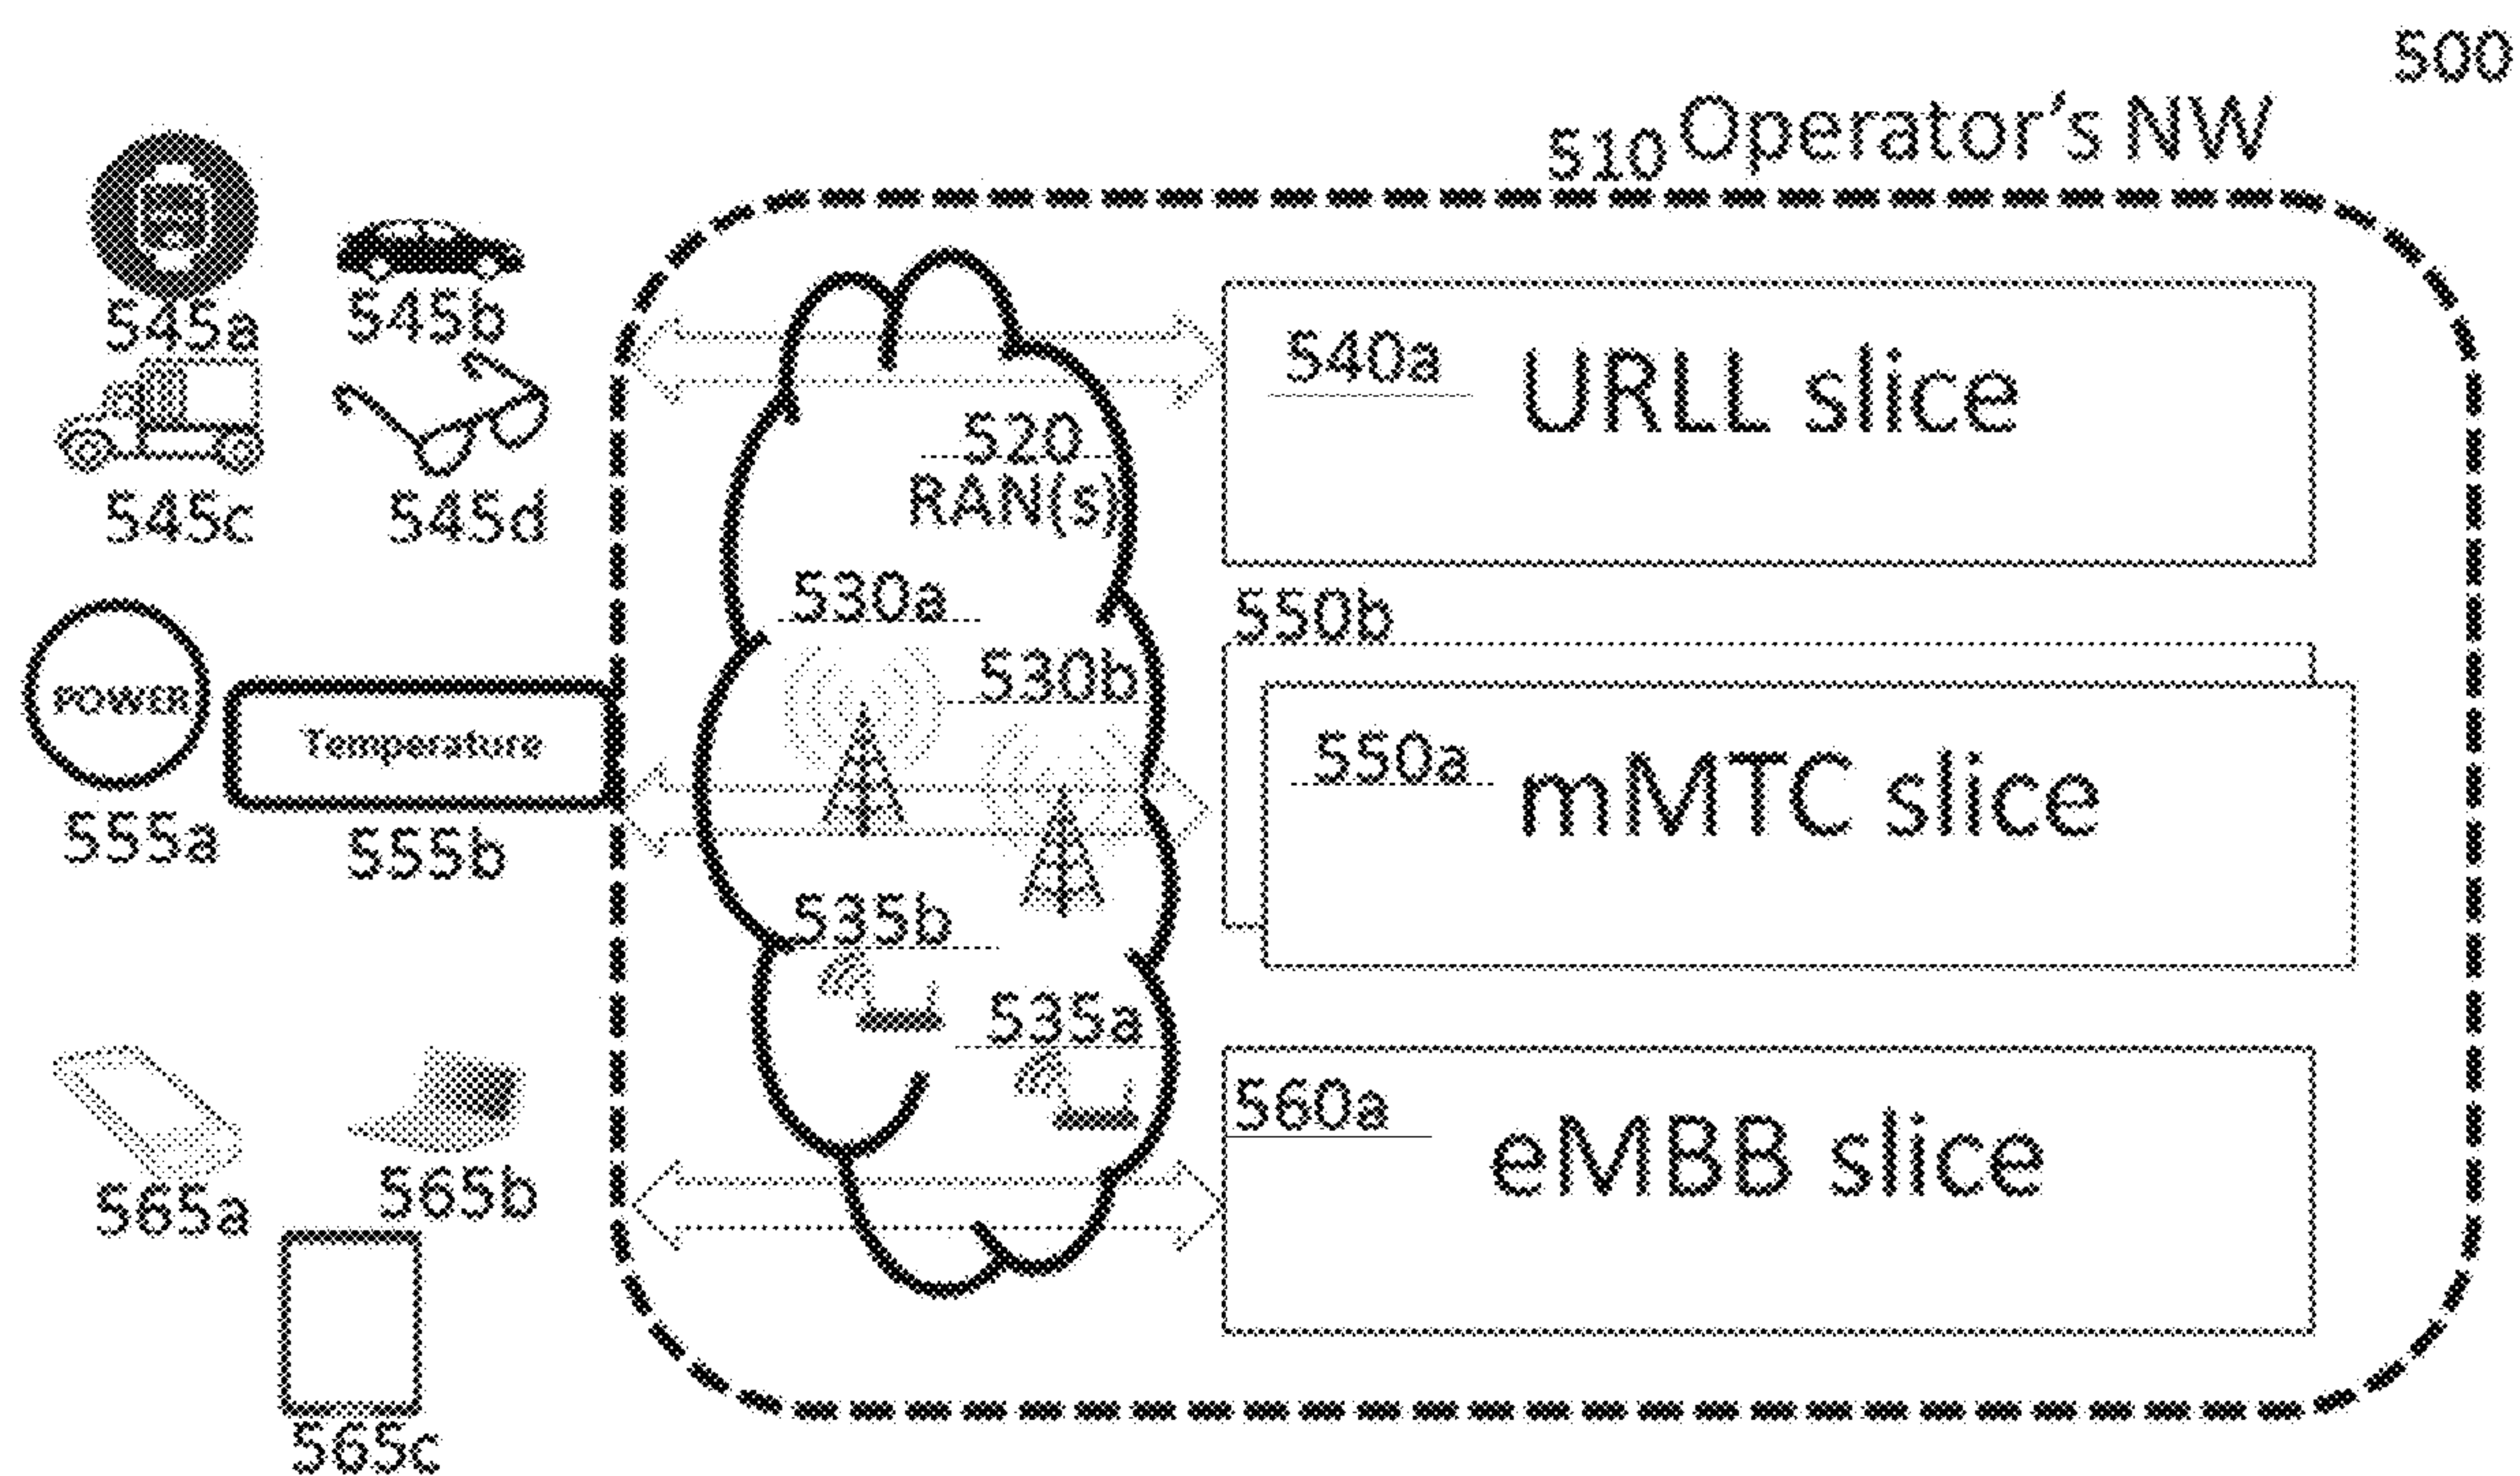 500
510 Operator's NW
545a
545b
545c
545d
540a
URLL slice
520
RAN(s)
530a
530b
550b
550a
mMTC slice
POWER
Temperature
555a
555b
535b
535a
560a
eMBB slice
565a
565b
565c